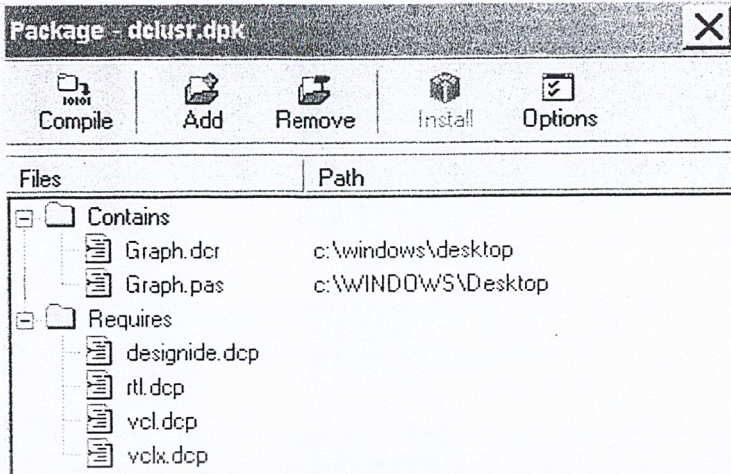 Package - dclusr.dpk
Compile Add Remove Install Options
Files Path
Contains
Graph.dcr c:\windows\desktop
Graph.pas c:\WINDOWS\Desktop
Requires
designide.dcp
rtl.dcp
vcl.dcp
vclx.dcp